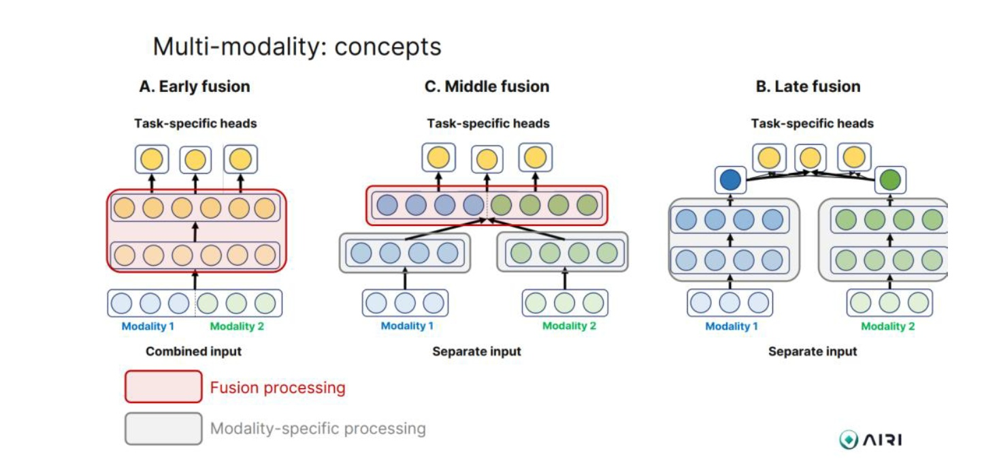 Multi-modality: concepts
A. Early fusion
Task-specific heads
Modality 1
Modality 2
Combined input
C. Middle fusion
Task-specific heads
Modality 1
Modality 2
Separate input
B. Late fusion
Task-specific heads
Modality 1
Modality 2
Separate input
Fusion processing
Modality-specific processing
AIRI